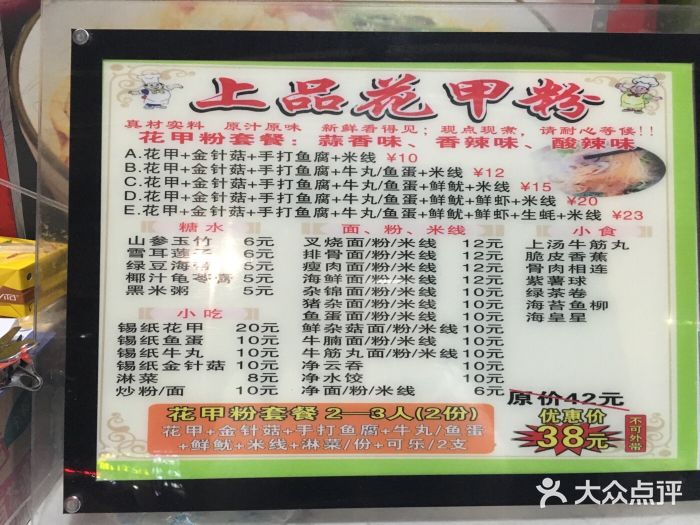 上品花甲粉
真材实料 原汁原味 新鲜看得见；现点现煮，请耐心等候!!
花甲粉套餐：蒜香味、香辣味、酸辣味
A.花甲+金针菇+手打鱼腐+米线 ¥10
B.花甲+金针菇+手打鱼腐+牛丸/鱼蛋+米线 ¥12
C.花甲+金针菇+手打鱼腐+牛丸/鱼蛋+鲜鱿+米线 ¥15
D.花甲+金针菇+手打鱼腐+牛丸/鱼蛋+鲜鱿+鲜虾+米线 ¥20
E.花甲+金针菇+手打鱼腐+牛丸/鱼蛋+鲜鱿+鲜虾+生蚝+米线 ¥23
糖水
山参玉竹 6元
雪耳莲子 6元
绿豆海带 5元
椰汁龟苓膏 5元
黑米粥 5元
小吃
锡纸花甲 20元
锡纸鱼蛋 10元
锡纸牛丸 10元
锡纸金针菇 10元
淋菜 8元
炒粉/面 10元
面、粉、米线
叉烧面/粉/米线 12元
排骨面/粉/米线 12元
瘦肉面/粉/米线 12元
海鲜面/粉/米线 12元
杂锦面/粉/米线 10元
猪杂面/粉/米线 10元
鱼蛋面/粉/米线 10元
鲜杂菇面/粉/米线 10元
牛腩面/粉/米线 10元
牛筋丸面/粉/米线 10元
净云吞 10元
净水饺 10元
净面/粉/米线 6元
小食
上汤牛筋丸
脆皮香蕉
骨肉相连
紫薯球
绿茶卷
海苔鱼柳
海皇星
花甲粉套餐 2—3人(2份)
花甲+金针菇+手打鱼腐+牛丸/鱼蛋
+鲜鱿+米线+淋菜/份+可乐/2支
原价42元
优惠价
38元
不可外带
大众点评